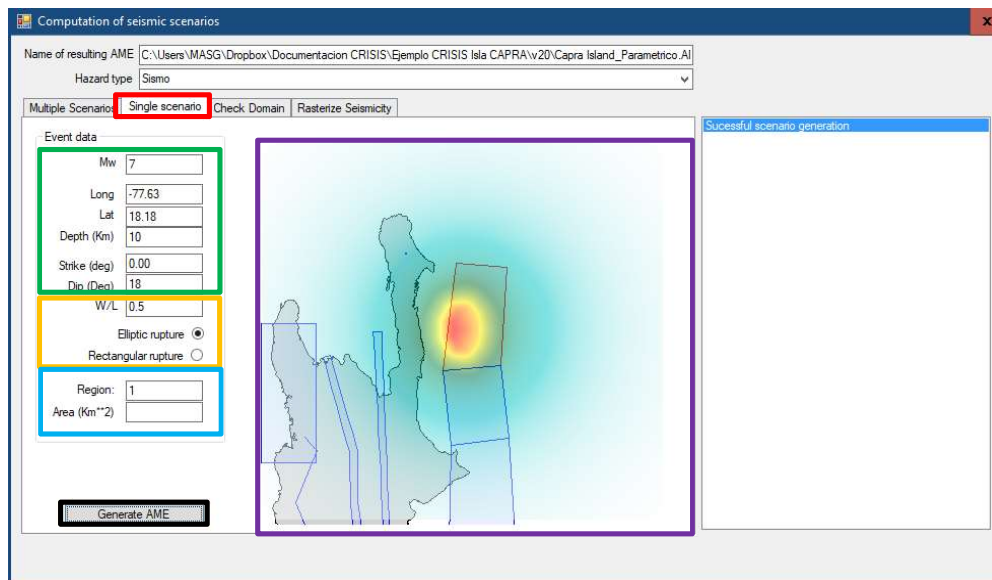 Computation of seismic scenarios
x
Name of resulting AME C:\Users\MASG\Dropbox\Documentacion CRISIS\Ejemplo CRISIS Isla CAPRA\v20\Capra Island_Parametrico.AI
Hazard type Sismo
Multiple Scenarios Single scenario Check Domain Rasterize Seismicity
Sucessful scenario generation
Event data
Mw 7
Long -77.63
Lat 18.18
Depth (Km) 10
Strike (deg) 0.00
Dip (Deg) 18
W/L 0.5
Elliptic rupture
Rectangular rupture
Region: 1
Area (Km**2)
Generate AME